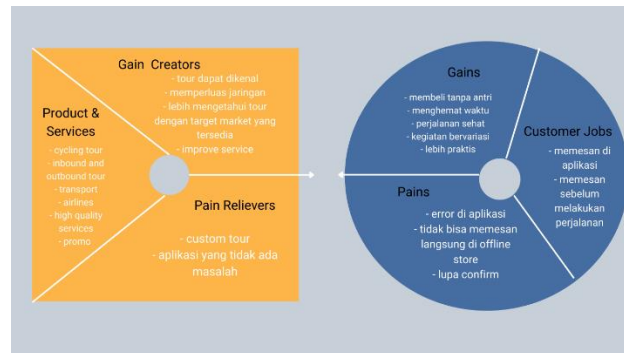 Gain Creators
- tour dapat dikenal
- memperluas jaringan
- lebih mengetahui tour
dengan target market yang
tersedia
- improve service
Product &
Services
- cycling tour
- inbound and
outbound tour
- transport
- airlines
- high quality
services
- promo
Pain Relievers
- custom tour
- aplikasi yang tidak ada
masalah
Gains
- membeli tanpa antri
- menghemat waktu
- perjalanan sehat
- kegiatan bervariasi
- lebih praktis
Customer Jobs
- memesan di
aplikasi
- memesan
sebelum
melakukan
perjalanan
Pains
- error di aplikasi
- tidak bisa memesan
langsung di offline
store
- lupa confirm